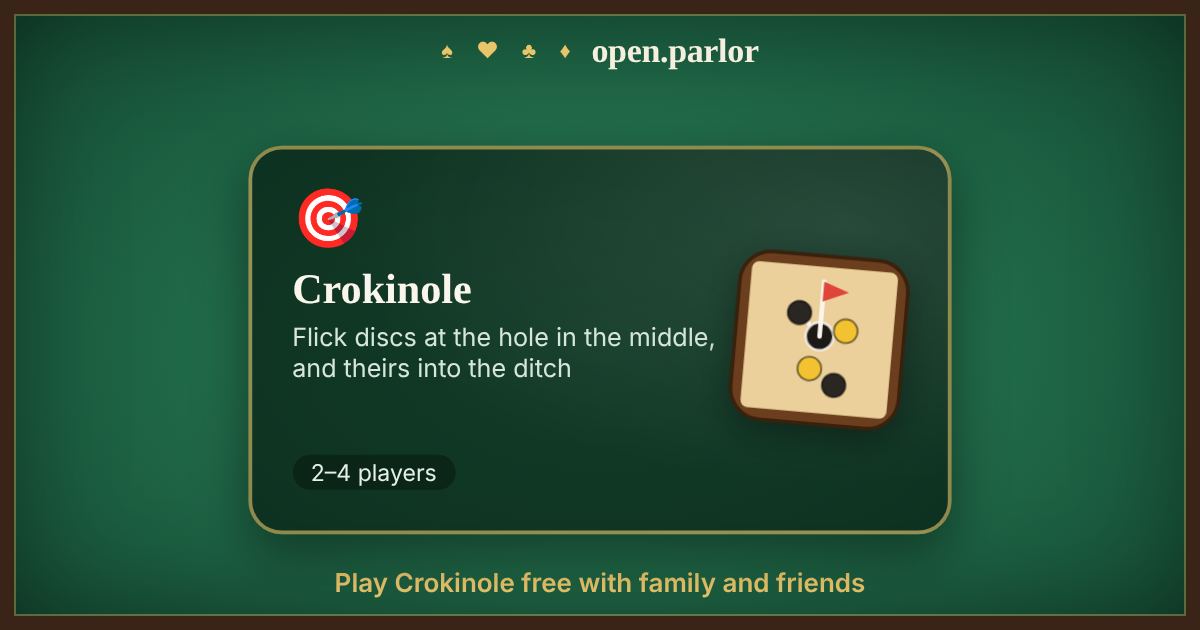 ♠ ♥ ♣ ♦ open.parlor
Crokinole
Flick discs at the hole in the middle,
and theirs into the ditch
2–4 players
Play Crokinole free with family and friends